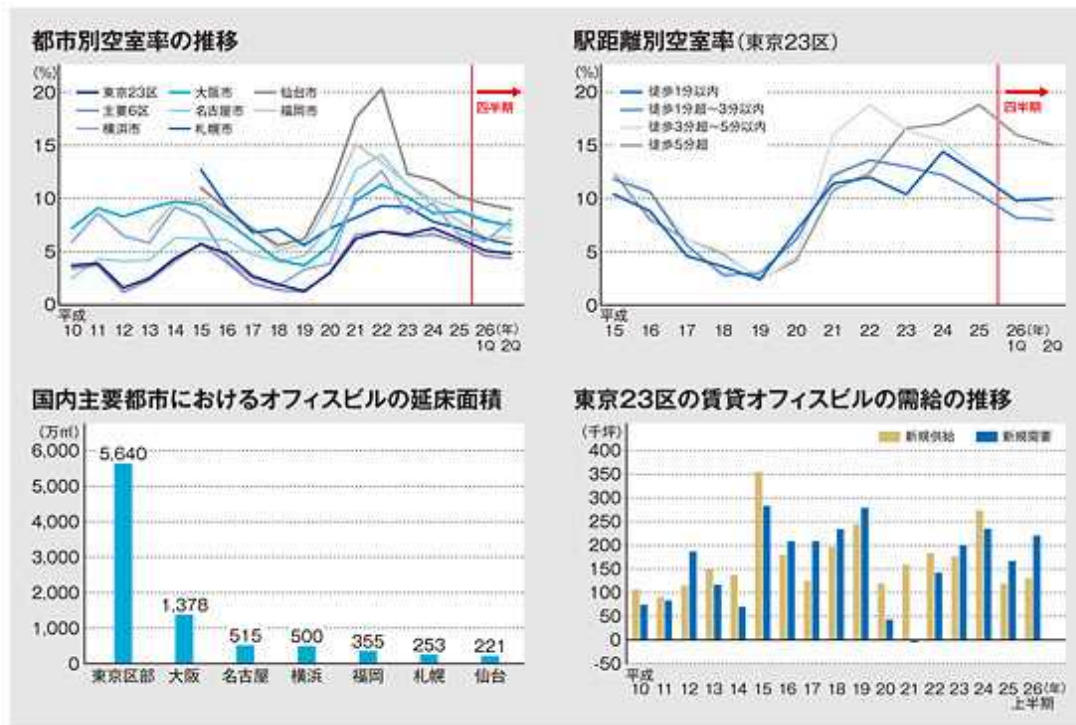 都市別空室率の推移
(%)
20
15
10
5
0
東京23区
大阪市
仙台市
主要6区
名古屋市
福岡市
横浜市
札幌市
四半期
平成
10 11 12 13 14 15 16 17 18 19 20 21 22 23 24 25 26(年)
1Q 2Q
駅距離別空室率(東京23区)
(%)
20
15
10
5
0
徒歩1分以内
徒歩1分超～3分以内
徒歩3分超～5分以内
徒歩5分超
四半期
平成
15 16 17 18 19 20 21 22 23 24 25 26(年)
1Q 2Q
国内主要都市におけるオフィスビルの延床面積
(万㎡)
6,000
5,000
4,000
3,000
2,000
1,000
0
5,640
1,378
515
500
355
253
221
東京区部 大阪 名古屋 横浜 福岡 札幌 仙台
東京23区の賃貸オフィスビルの需給の推移
(千坪)
新規供給 新規需要
400
350
300
250
200
150
100
50
0
-50
平成
10 11 12 13 14 15 16 17 18 19 20 21 22 23 24 25 26(年)
上半期